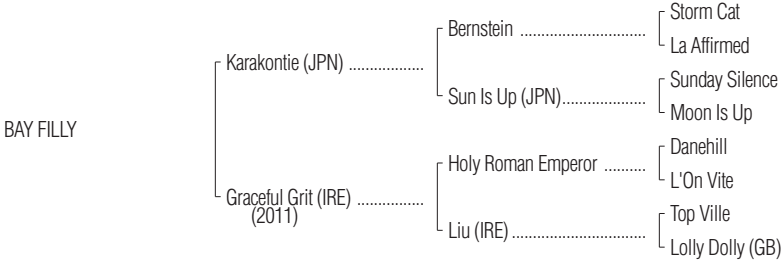 BAY FILLY
Karakontie (JPN) ..................
Graceful Grit (IRE) ................
(2011)
Bernstein ..............................
Sun Is Up (JPN)....................
Holy Roman Emperor ..........
Liu (IRE) ................................
Storm Cat
La Affirmed
Sunday Silence
Moon Is Up
Danehill
L'On Vite
Top Ville
Lolly Dolly (GB)